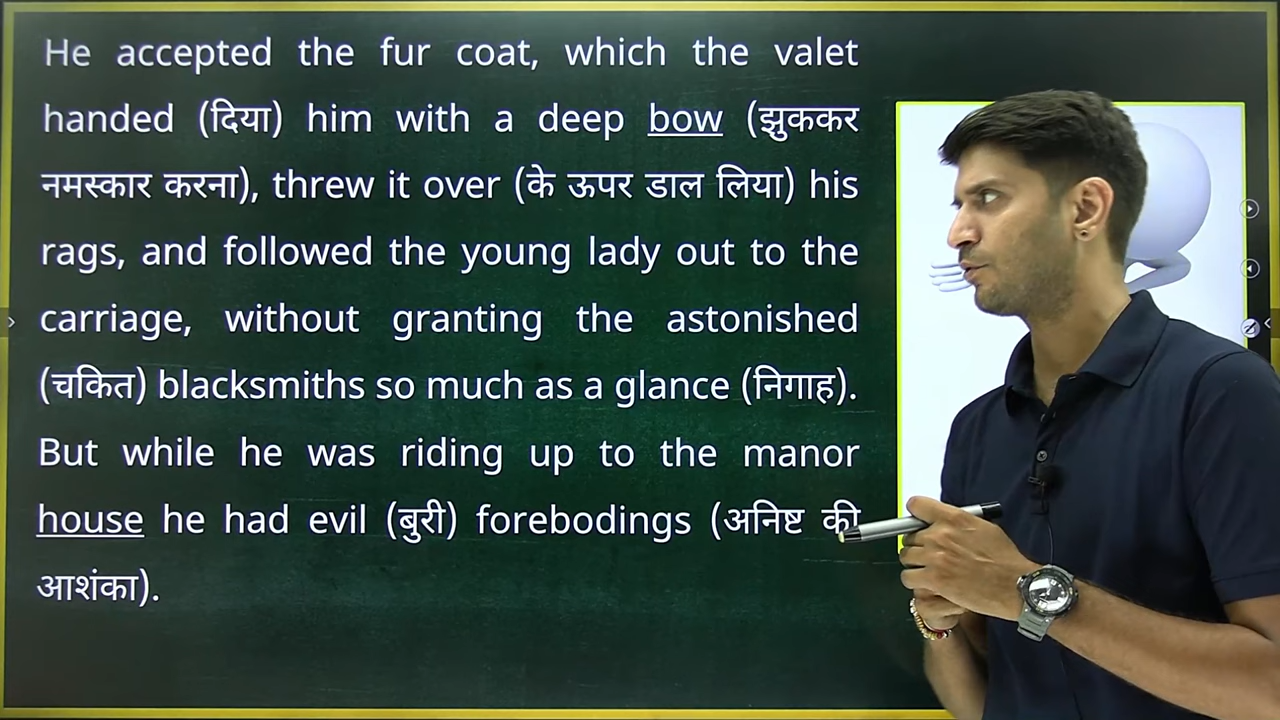 He accepted the fur coat, which the valet
handed (दिया) him with a deep bow (झुककर
नमस्कार करना), threw it over (के ऊपर डाल लिया) his
rags, and followed the young lady out to the
carriage, without granting the astonished
(चकित) blacksmiths so much as a glance (निगाह).
But while he was riding up to the manor
house he had evil (बुरी) forebodings (अनिष्ट की
आशंका).